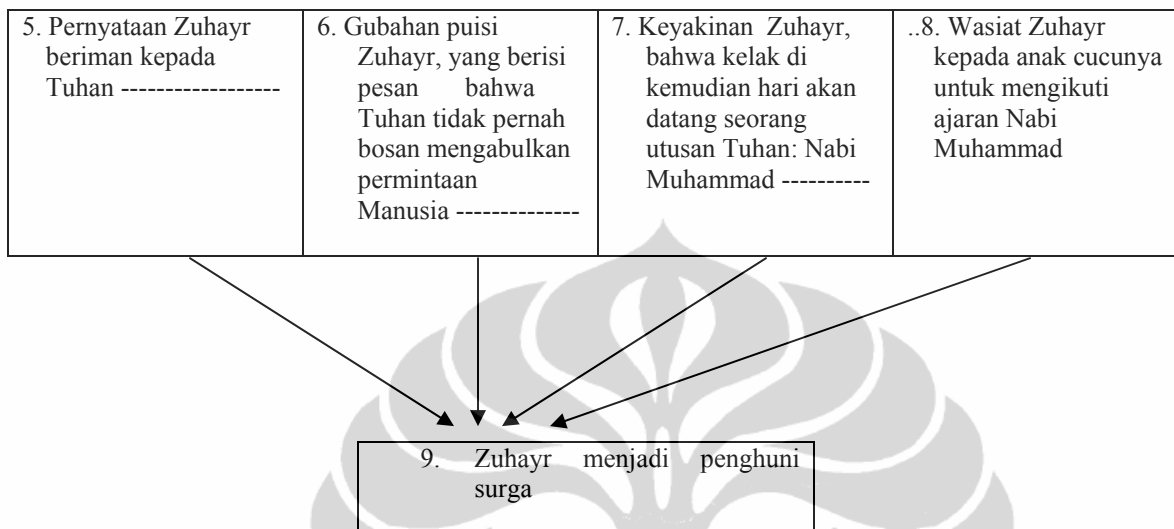 5. Pernyataan Zuhayr
beriman kepada
Tuhan ------------------
6. Gubahan puisi
Zuhayr, yang berisi
pesan bahwa
Tuhan tidak pernah
bosan mengabulkan
permintaan
Manusia --------------
7. Keyakinan Zuhayr,
bahwa kelak di
kemudian hari akan
datang seorang
utusan Tuhan: Nabi
Muhammad ----------
..8. Wasiat Zuhayr
kepada anak cucunya
untuk mengikuti
ajaran Nabi
Muhammad
9. Zuhayr menjadi penghuni
surga